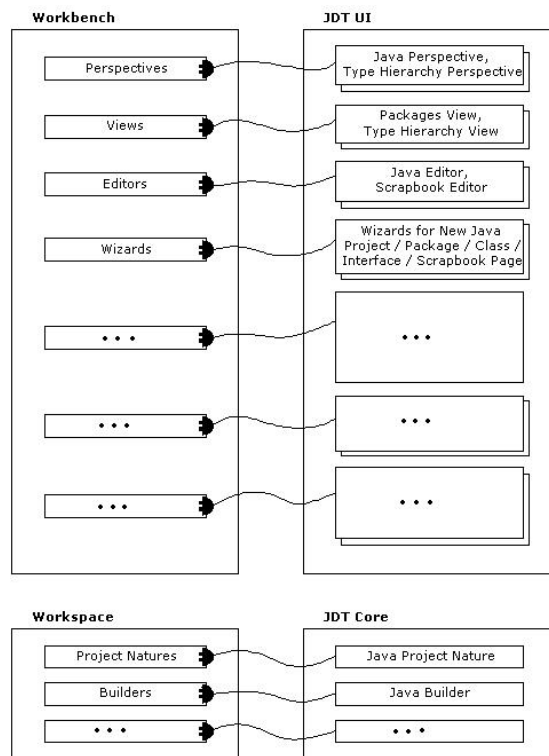 Workbench
JDT UI
Perspectives
Java Perspective,
Type Hierarchy Perspective
Views
Packages View,
Type Hierarchy View
Editors
Java Editor,
Scrapbook Editor
Wizards
Wizards for New Java
Project / Package / Class /
Interface / Scrapbook Page
• • •
• • •
• • •
• • •
• • •
• • •
Workspace
JDT Core
Project Natures
Java Project Nature
Builders
Java Builder
• • •
• • •